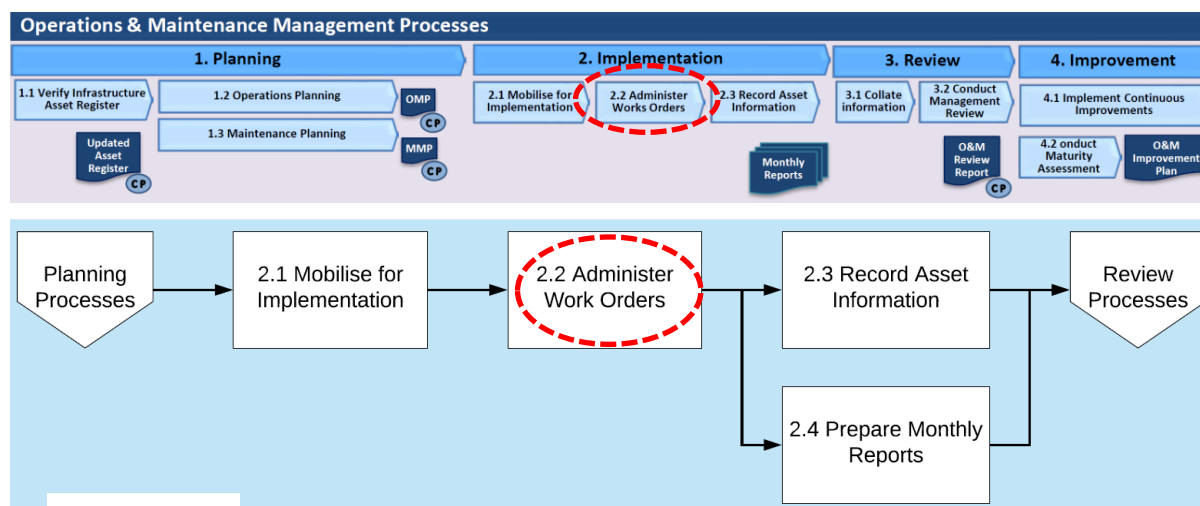 Operations & Maintenance Management Processes
1. Planning
2. Implementation
3. Review
4. Improvement
1.1 Verify Infrastructure
Asset Register
1.2 Operations Planning
OMP
CP
1.3 Maintenance Planning
MMP
CP
Updated
Asset
Register
CP
2.1 Mobilise for
Implementation
2.2 Administer
Works Orders
2.3 Record Asset
Information
Monthly
Reports
3.1 Collate
information
3.2 Conduct
Management
Review
O&M
Review
Report
CP
4.1 Implement Continuous
Improvements
4.2 onduct
Maturity
Assessment
O&M
Improvement
Plan
Planning
Processes
2.1 Mobilise for
Implementation
2.2 Administer
Work Orders
2.3 Record Asset
Information
Review
Processes
2.4 Prepare Monthly
Reports